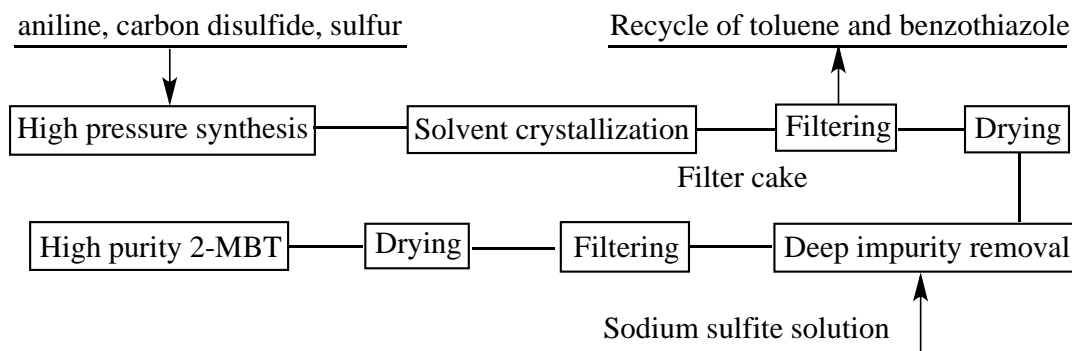 aniline, carbon disulfide, sulfur
Recycle of toluene and benzothiazole
High pressure synthesis
Solvent crystallization
Filtering
Drying
Filter cake
High purity 2-MBT
Drying
Filtering
Deep impurity removal
Sodium sulfite solution